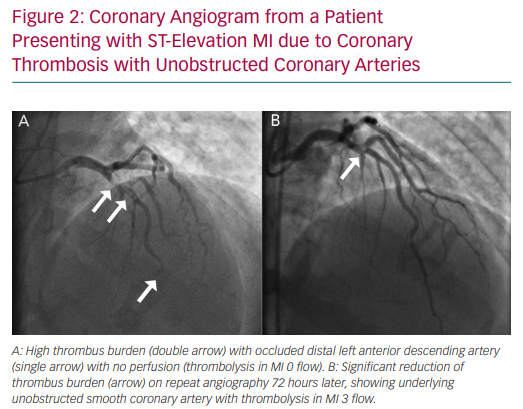 Figure 2: Coronary Angiogram from a Patient
Presenting with ST-Elevation MI due to Coronary
Thrombosis with Unobstructed Coronary Arteries
A B
A: High thrombus burden (double arrow) with occluded distal left anterior descending artery
(single arrow) with no perfusion (thrombolysis in MI 0 flow). B: Significant reduction of
thrombus burden (arrow) on repeat angiography 72 hours later, showing underlying
unobstructed smooth coronary artery with thrombolysis in MI 3 flow.